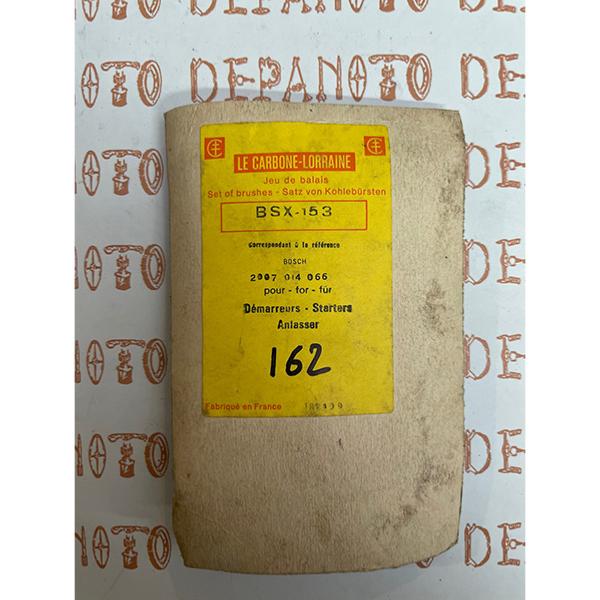 DEPANOTO
LE CARBONE-LORRAINE
Jeu de balais
Set of brushes - Satz von Kohlebürsten
BSX-153
correspondant à la référence
BOSCH
2007 014 066
pour - for - für
Démarreurs - Starters
Anlasser
162
Fabriqué en France